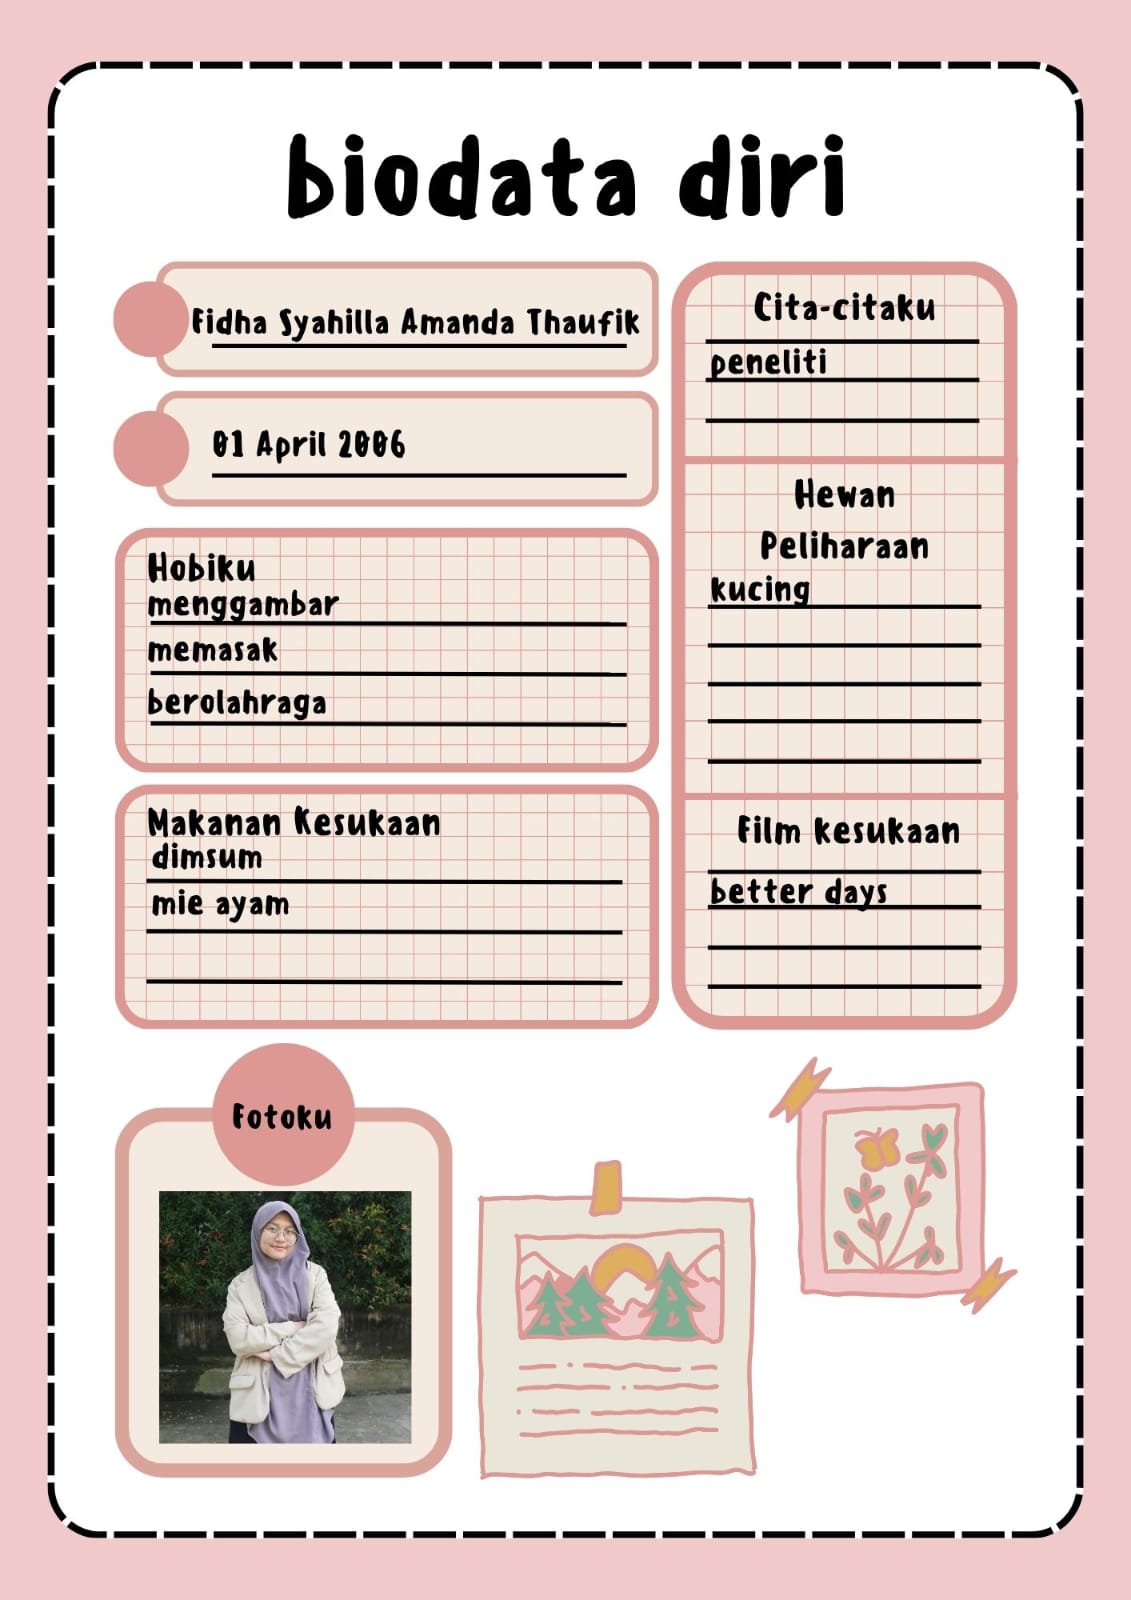 biodata diri
Fidha Syahilla Amanda Thaufik
01 April 2006
Hobiku
menggambar
memasak
berolahraga
Makanan Kesukaan
dimsum
mie ayam
Cita-citaku
peneliti
Hewan
Peliharaan
kucing
Film kesukaan
better days
Fotoku